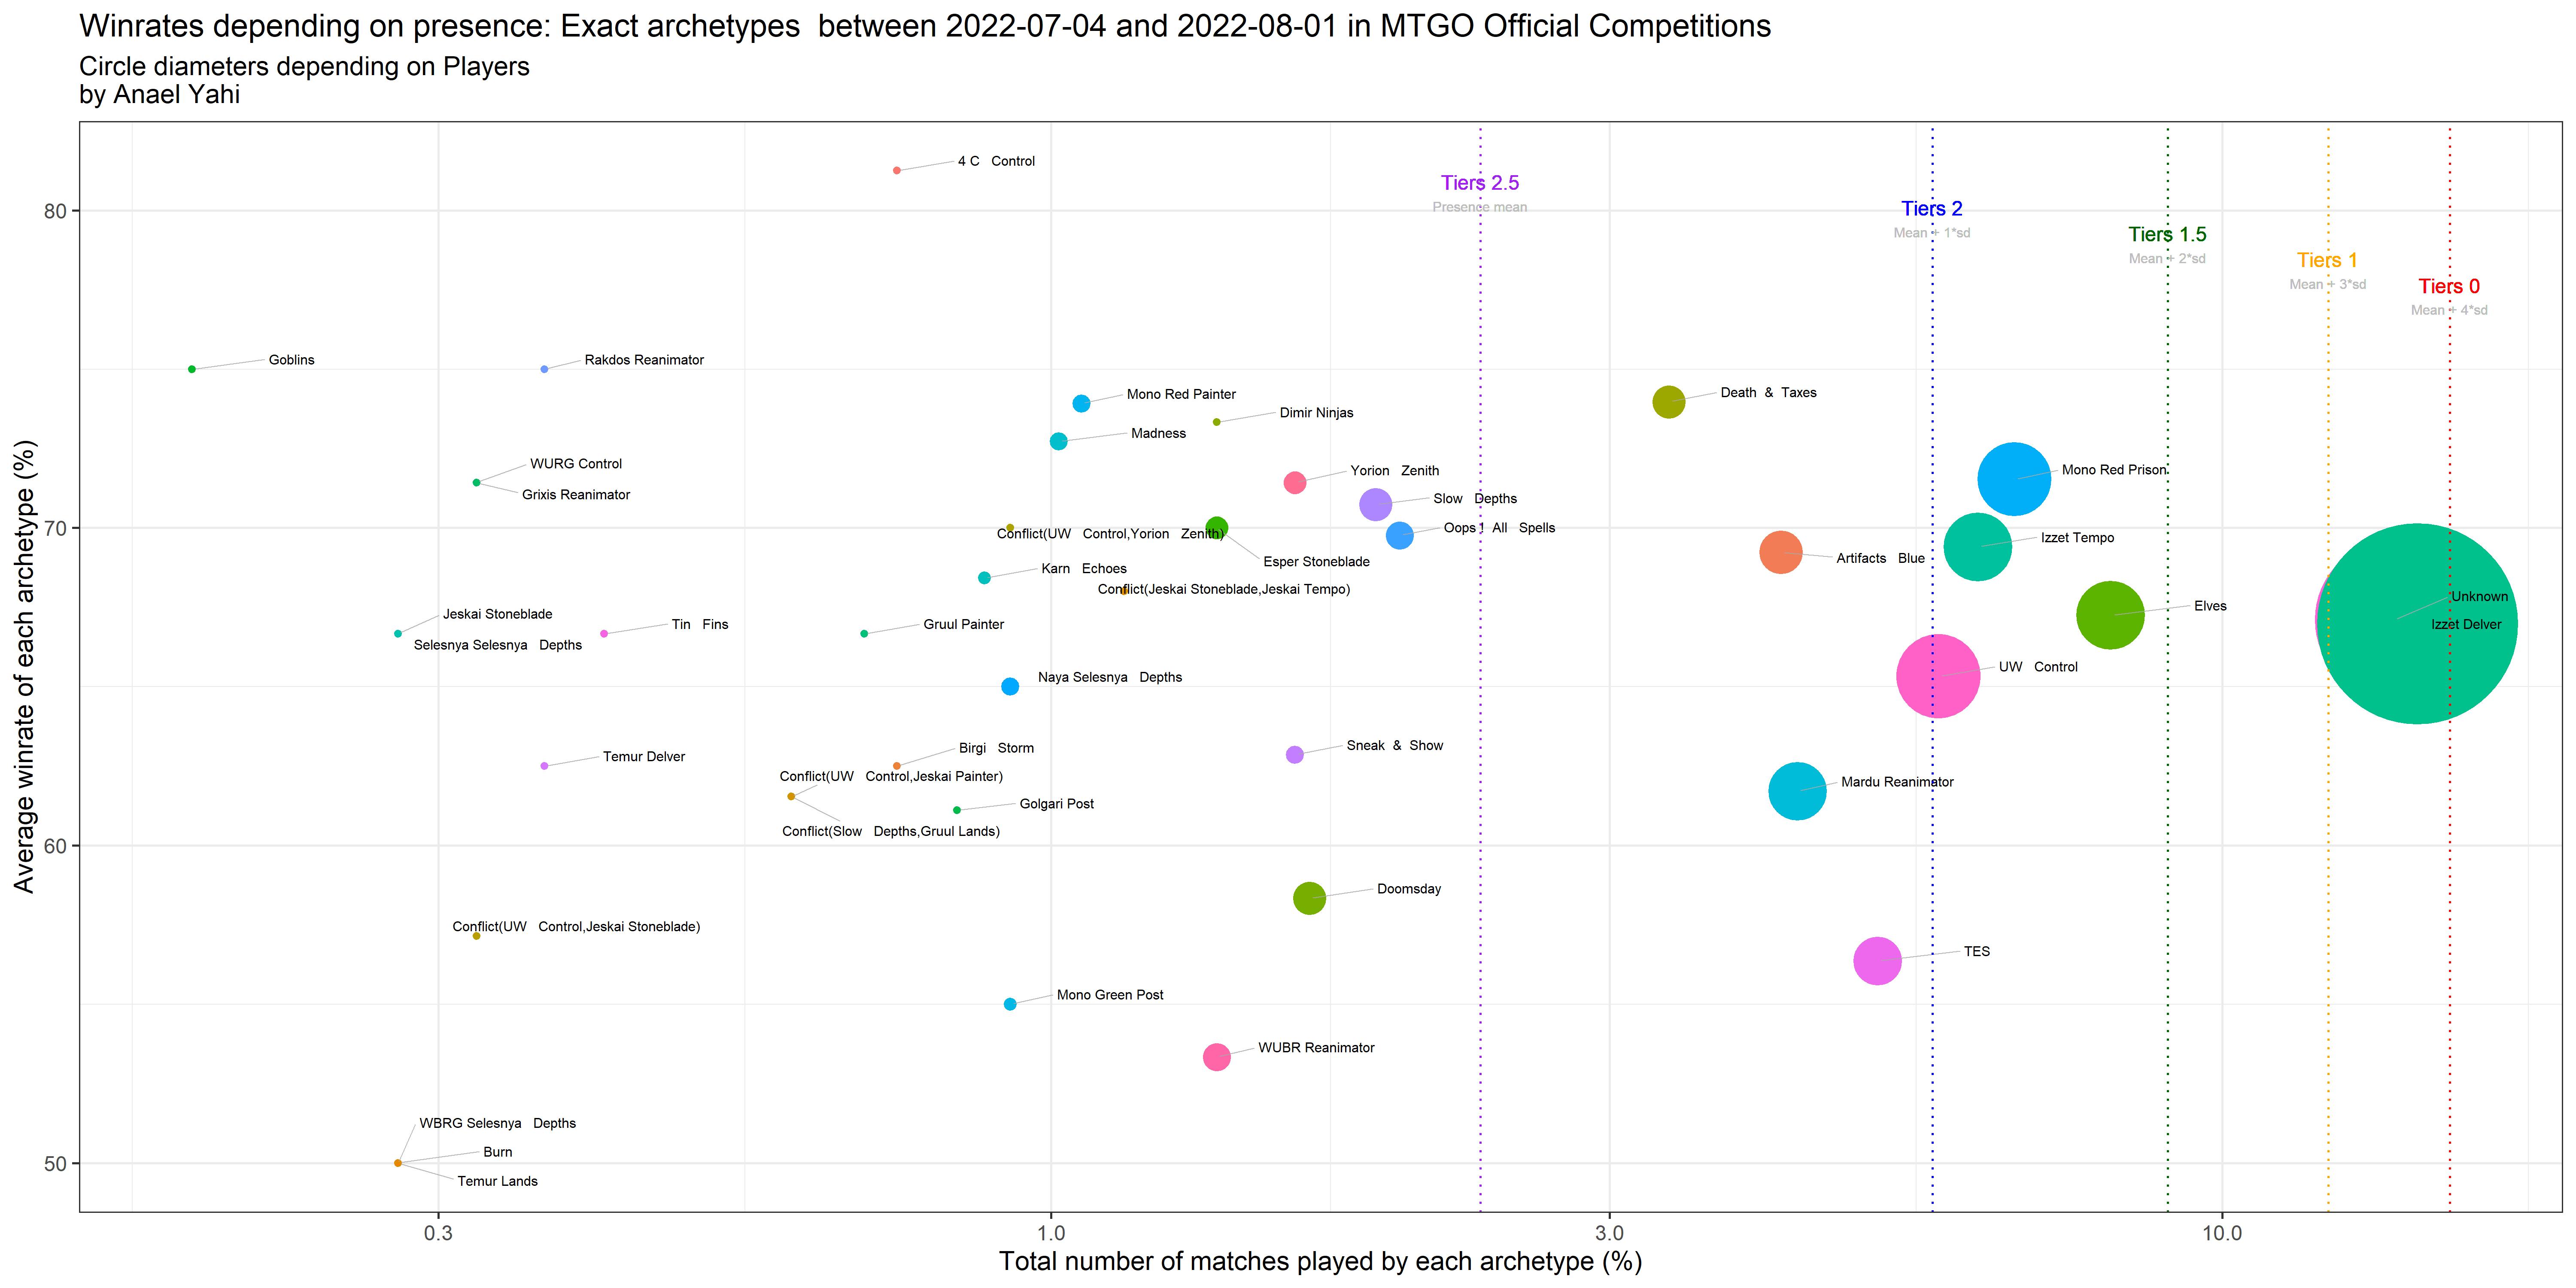 Winrates depending on presence: Exact archetypes  between 2022-07-04 and 2022-08-01 in MTGO Official Competitions
Circle diameters depending on Players
by Anael Yahi
4 C   Control
Tiers 2.5
Presence mean
Tiers 2
Mean + 1*sd
Tiers 1.5
Mean + 2*sd
Tiers 1
Mean + 3*sd
Tiers 0
Mean + 4*sd
Goblins
Rakdos Reanimator
Mono Red Painter
Death  &  Taxes
Dimir Ninjas
Madness
WURG Control
Grixis Reanimator
Yorion   Zenith
Mono Red Prison
Slow   Depths
Oops !  All   Spells
Conflict(UW   Control,Yorion   Zenith)
Izzet Tempo
Esper Stoneblade
Artifacts   Blue
Karn   Echoes
Conflict(Jeskai Stoneblade,Jeskai Tempo)
Unknown
Elves
Jeskai Stoneblade
Tin   Fins
Gruul Painter
Izzet Delver
Selesnya Selesnya   Depths
UW   Control
Naya Selesnya   Depths
Birgi   Storm
Sneak  &  Show
Temur Delver
Conflict(UW   Control,Jeskai Painter)
Mardu Reanimator
Golgari Post
Conflict(Slow   Depths,Gruul Lands)
Doomsday
Conflict(UW   Control,Jeskai Stoneblade)
TES
Mono Green Post
WUBR Reanimator
WBRG Selesnya   Depths
Burn
Temur Lands
80
70
60
50
Average winrate of each archetype (%)
0.3
1.0
3.0
10.0
Total number of matches played by each archetype (%)